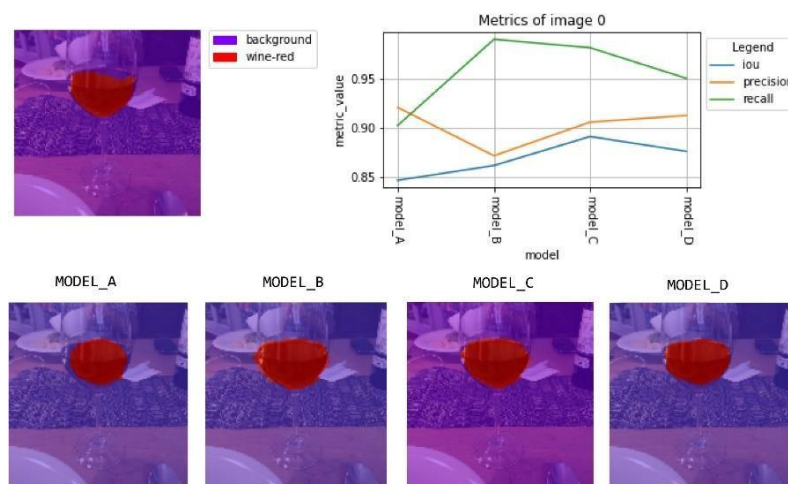 background
wine-red
Metrics of image 0
metric_value
0.95
0.90
0.85
model_A
model_B
model_C
model_D
model
Legend
iou
precision
recall
MODEL_A
MODEL_B
MODEL_C
MODEL_D